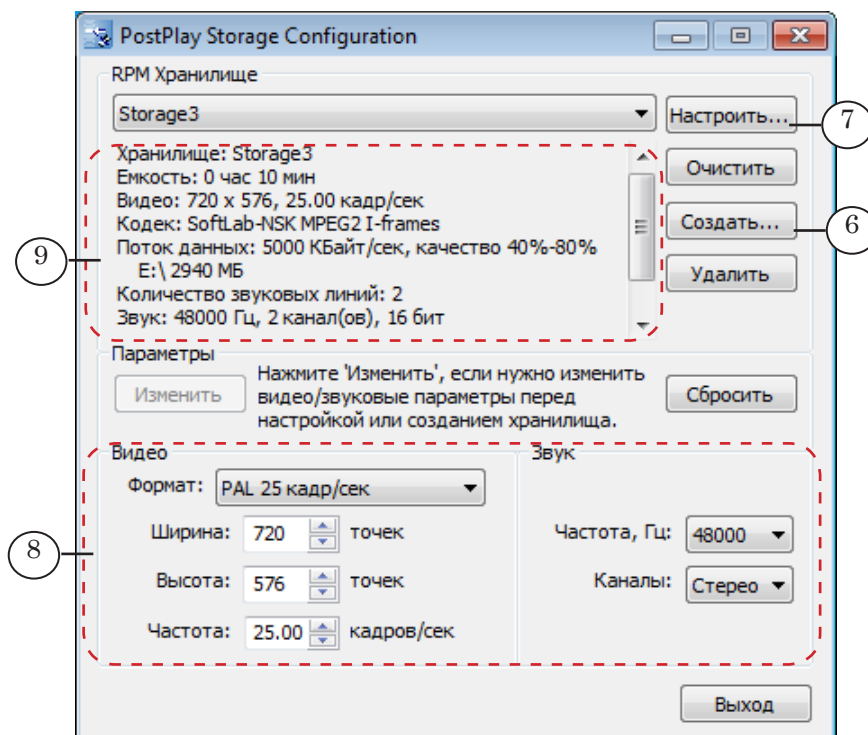 PostPlay Storage Configuration
RPM Хранилище
Storage3
Настроить...
7
Хранилище: Storage3
Емкость: 0 час 10 мин
Видео: 720 x 576, 25.00 кадр/сек
Кодек: SoftLab-NSK MPEG2 I-frames
Поток данных: 5000 КБайт/сек, качество 40%-80%
E:\ 2940 МБ
Количество звуковых линий: 2
Звук: 48000 Гц, 2 канал(ов), 16 бит
9
Очистить
Создать...
6
Удалить
Параметры
Изменить
Нажмите 'Изменить', если нужно изменить
видео/звуковые параметры перед
настройкой или созданием хранилища.
Сбросить
Видео
Формат: PAL 25 кадр/сек
Ширина: 720 точек
Высота: 576 точек
Частота: 25.00 кадров/сек
8
Звук
Частота, Гц: 48000
Каналы: Стерео
Выход